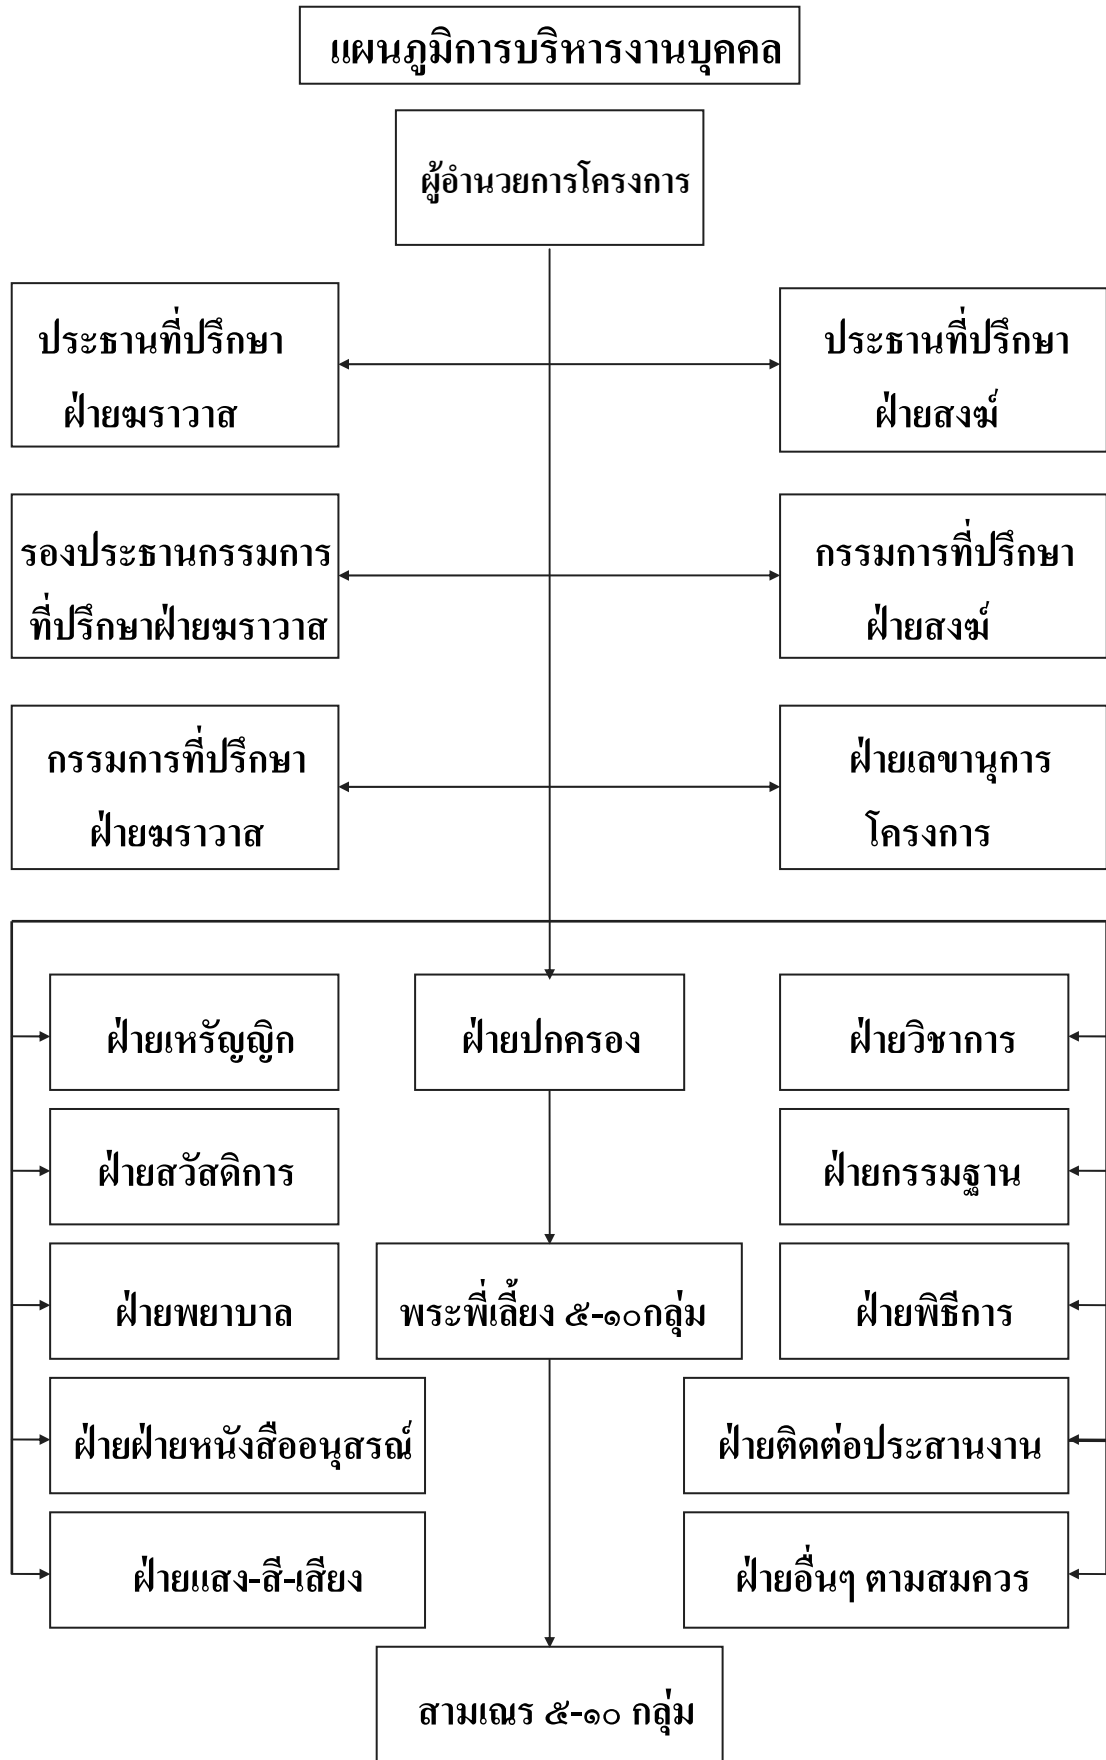 แผนภูมิการบริหารงานบุคคล
ผู้อำนวยการโครงการ
ประธานที่ปรึกษา
ฝ่ายฆราวาส
ประธานที่ปรึกษา
ฝ่ายสงฆ์
รองประธานกรรมการ
ที่ปรึกษาฝ่ายฆราวาส
กรรมการที่ปรึกษา
ฝ่ายสงฆ์
กรรมการที่ปรึกษา
ฝ่ายฆราวาส
ฝ่ายเลขานุการ
โครงการ
ฝ่ายเหรัญญิก
ฝ่ายปกครอง
ฝ่ายวิชาการ
ฝ่ายสวัสดิการ
ฝ่ายกรรมฐาน
ฝ่ายพยาบาล
พระพี่เลี้ยง ๕-๑๐กลุ่ม
ฝ่ายพิธีการ
ฝ่ายฝ่ายหนังสืออนุสรณ์
ฝ่ายติดต่อประสานงาน
ฝ่ายแสง-สี-เสียง
ฝ่ายอื่นๆ ตามสมควร
สามเณร ๕-๑๐ กลุ่ม